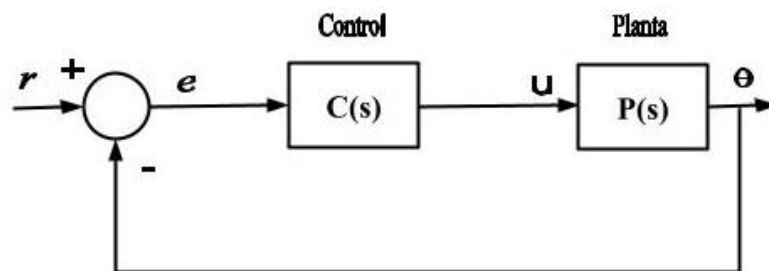 Control Planta
r + e C(s) u P(s) θ
-